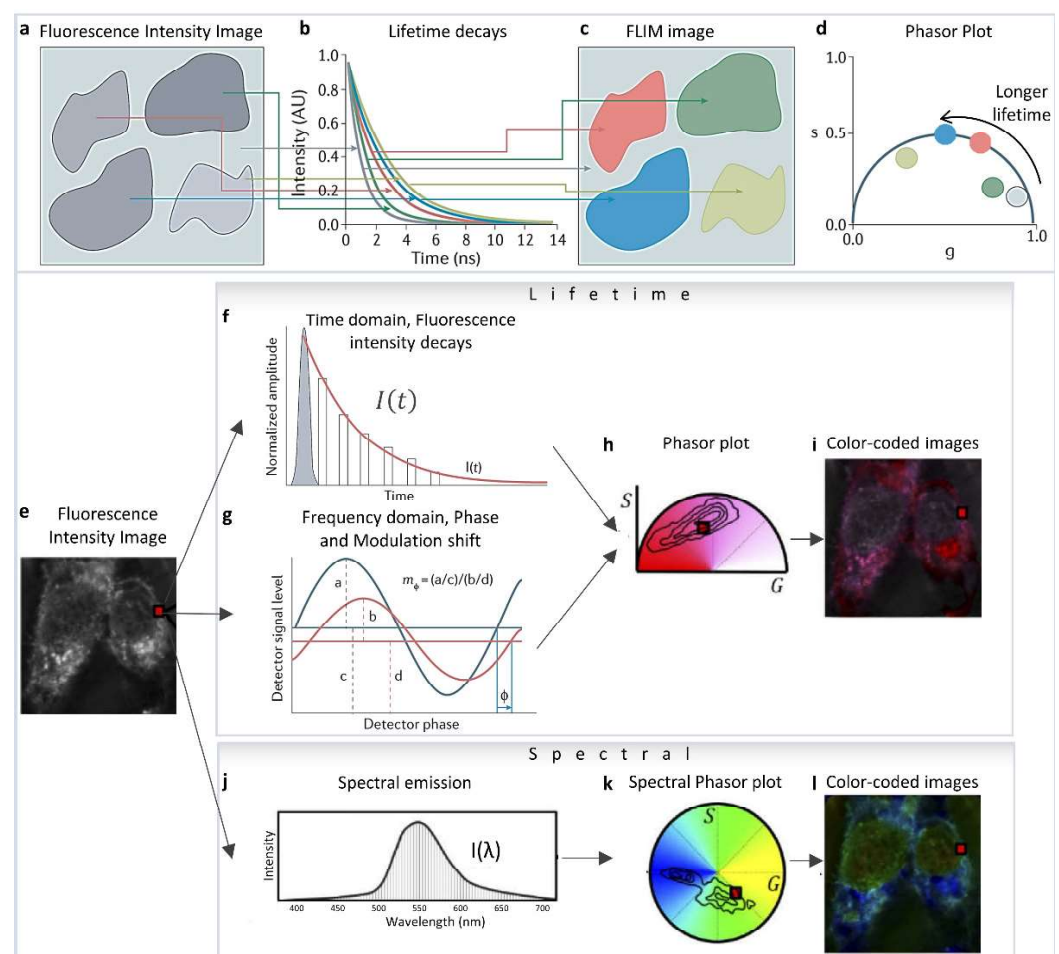 a Fluorescence Intensity Image
b Lifetime decays
Intensity (AU)
1.0
0.8
0.6
0.4
0.2
0.0
0 2 4 6 8 10 12 14
Time (ns)
c FLIM image
d Phasor Plot
1.0
s 0.5
0.0
0.0 1.0
g
Longer
lifetime
Lifetime
e Fluorescence
Intensity Image
f Time domain, Fluorescence
intensity decays
Normalized amplitude
I(t)
I(t)
Time
g Frequency domain, Phase
and Modulation shift
Detector signal level
mϕ = (a/c)/(b/d)
a
b
c
d
ϕ
Detector phase
h Phasor plot
S
G
i Color-coded images
Spectral
j Spectral emission
Intensity
I(λ)
400 450 500 550 600 650 700
Wavelength (nm)
k Spectral Phasor plot
S
G
l Color-coded images